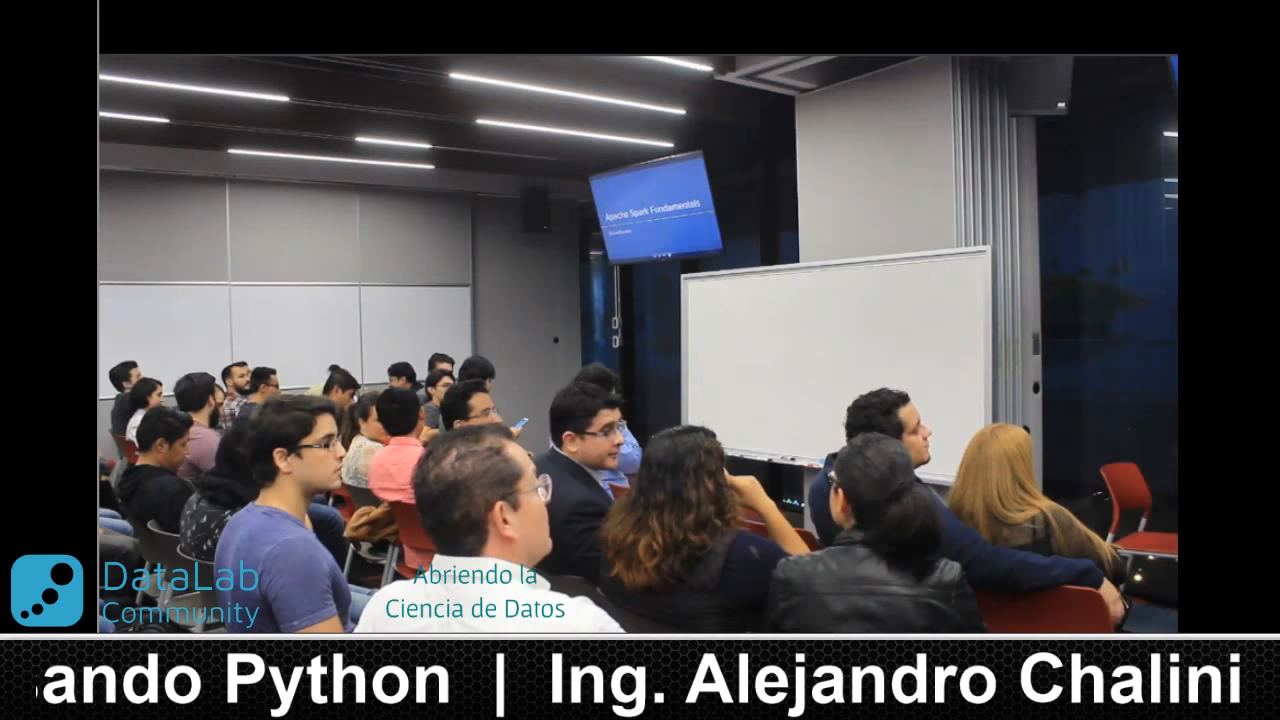 Apache Spark Fundamentals
DataLab
Community
Abriendo la
Ciencia de Datos
ando Python | Ing. Alejandro Chalini